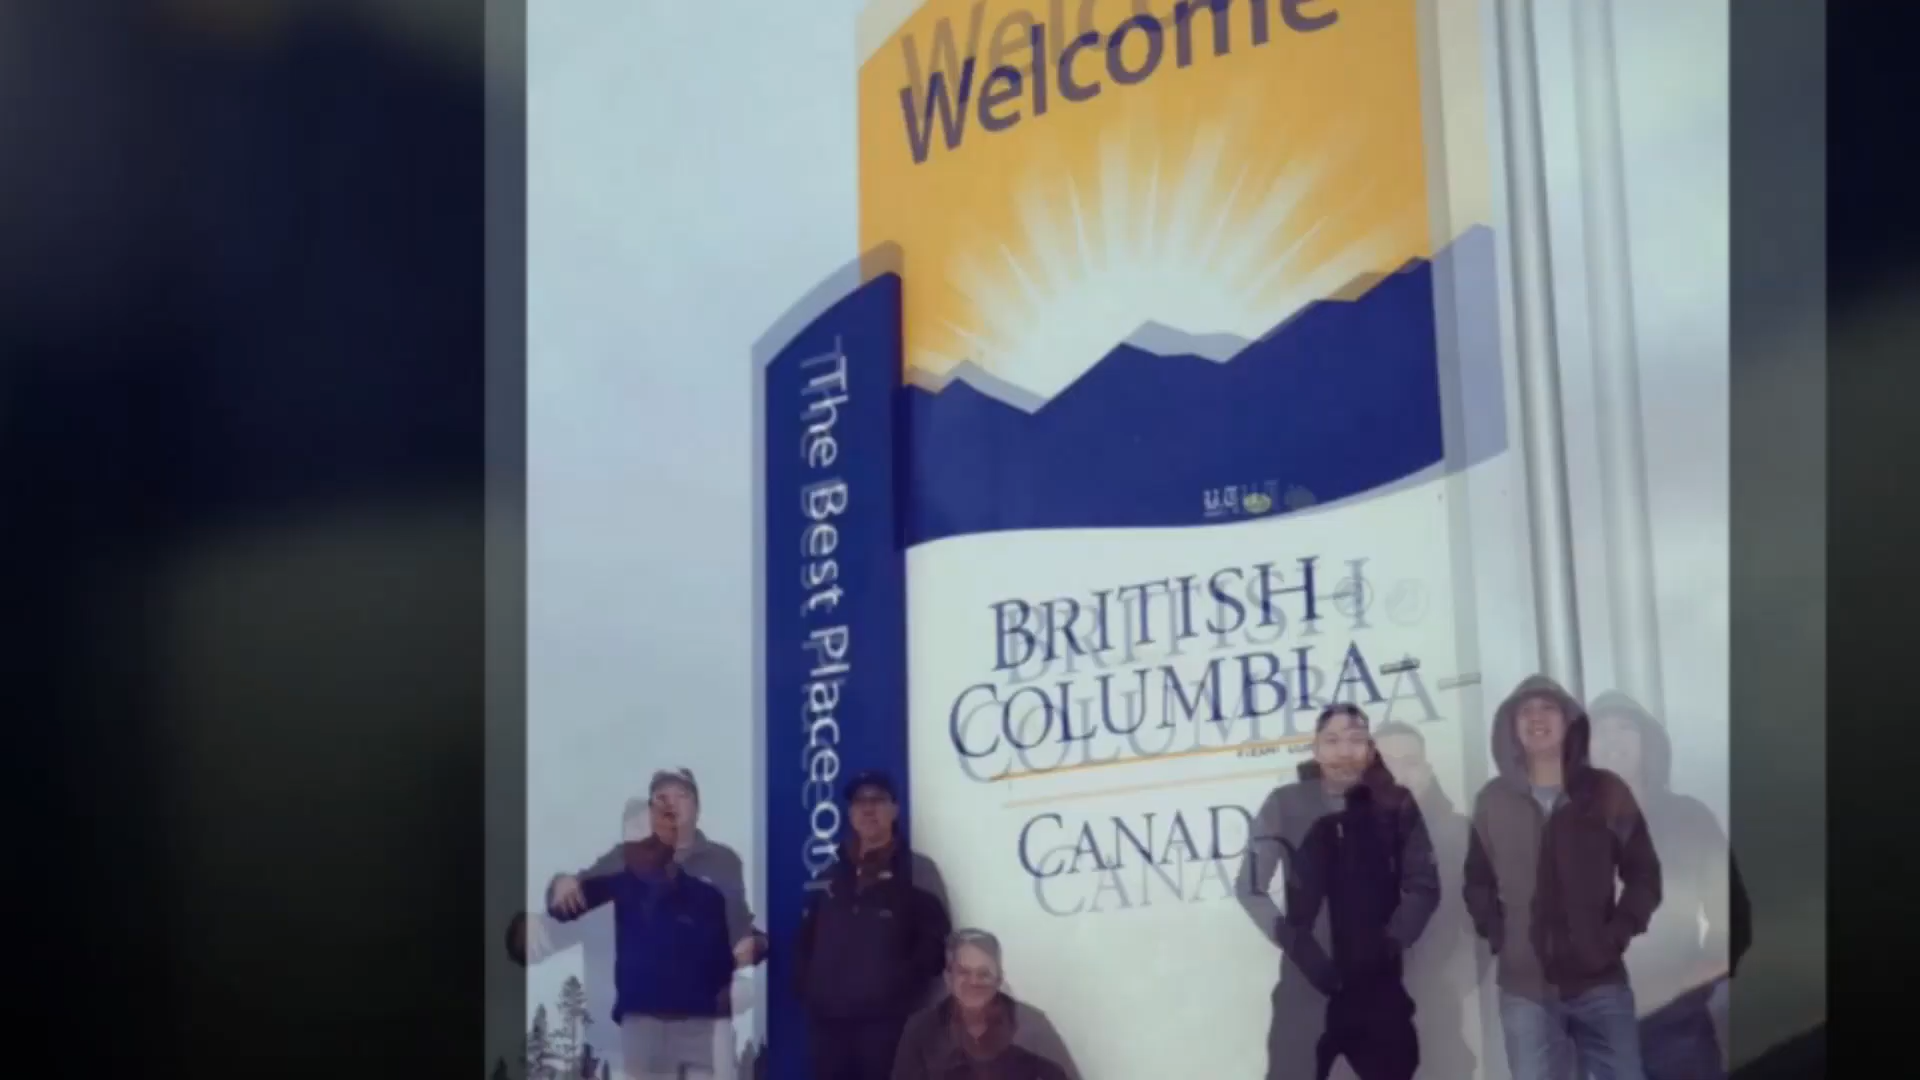 Welcome
The Best Place on
BRITISH
COLUMBIA
CANAD